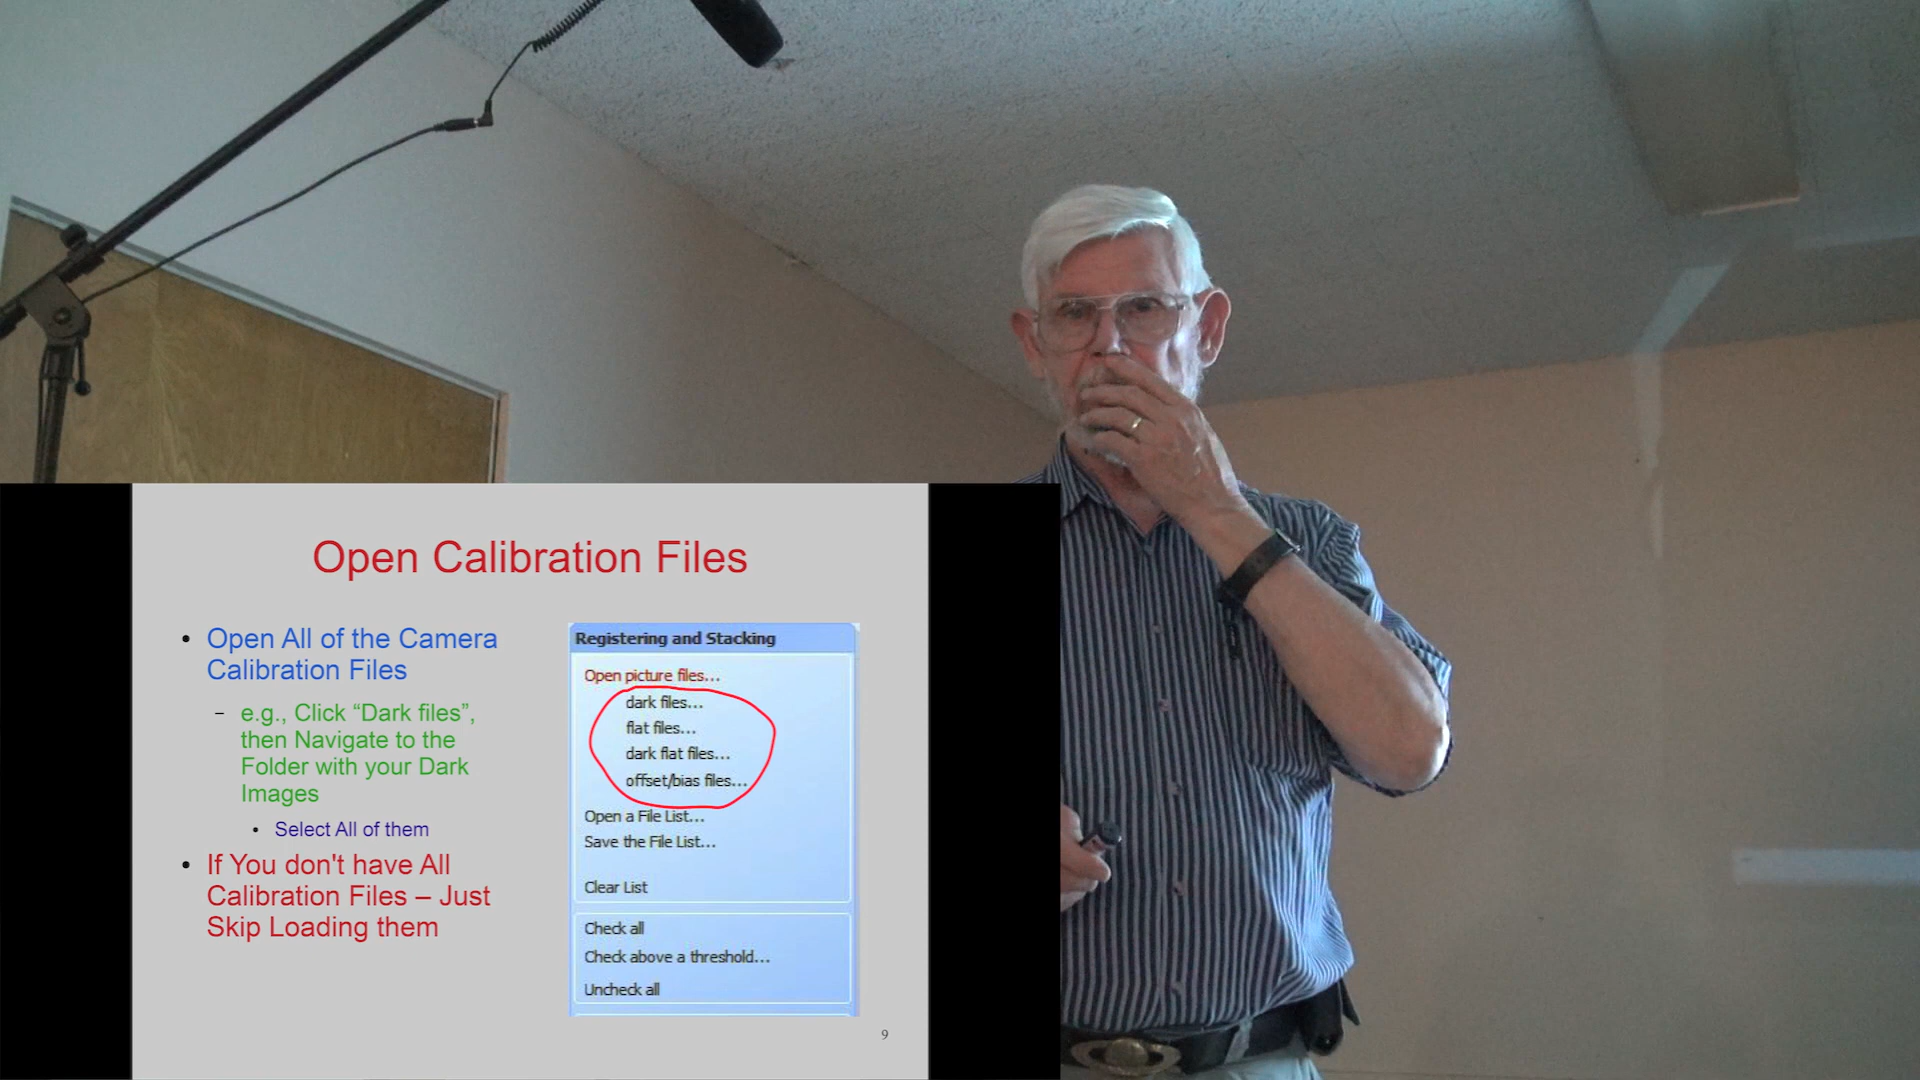 Open Calibration Files
• Open All of the Camera
Calibration Files
– e.g., Click “Dark files”,
then Navigate to the
Folder with your Dark
Images
• Select All of them
• If You don't have All
Calibration Files – Just
Skip Loading them
Registering and Stacking
Open picture files...
dark files...
flat files...
dark flat files...
offset/bias files...
Open a File List...
Save the File List...
Clear List
Check all
Check above a threshold...
Uncheck all
9